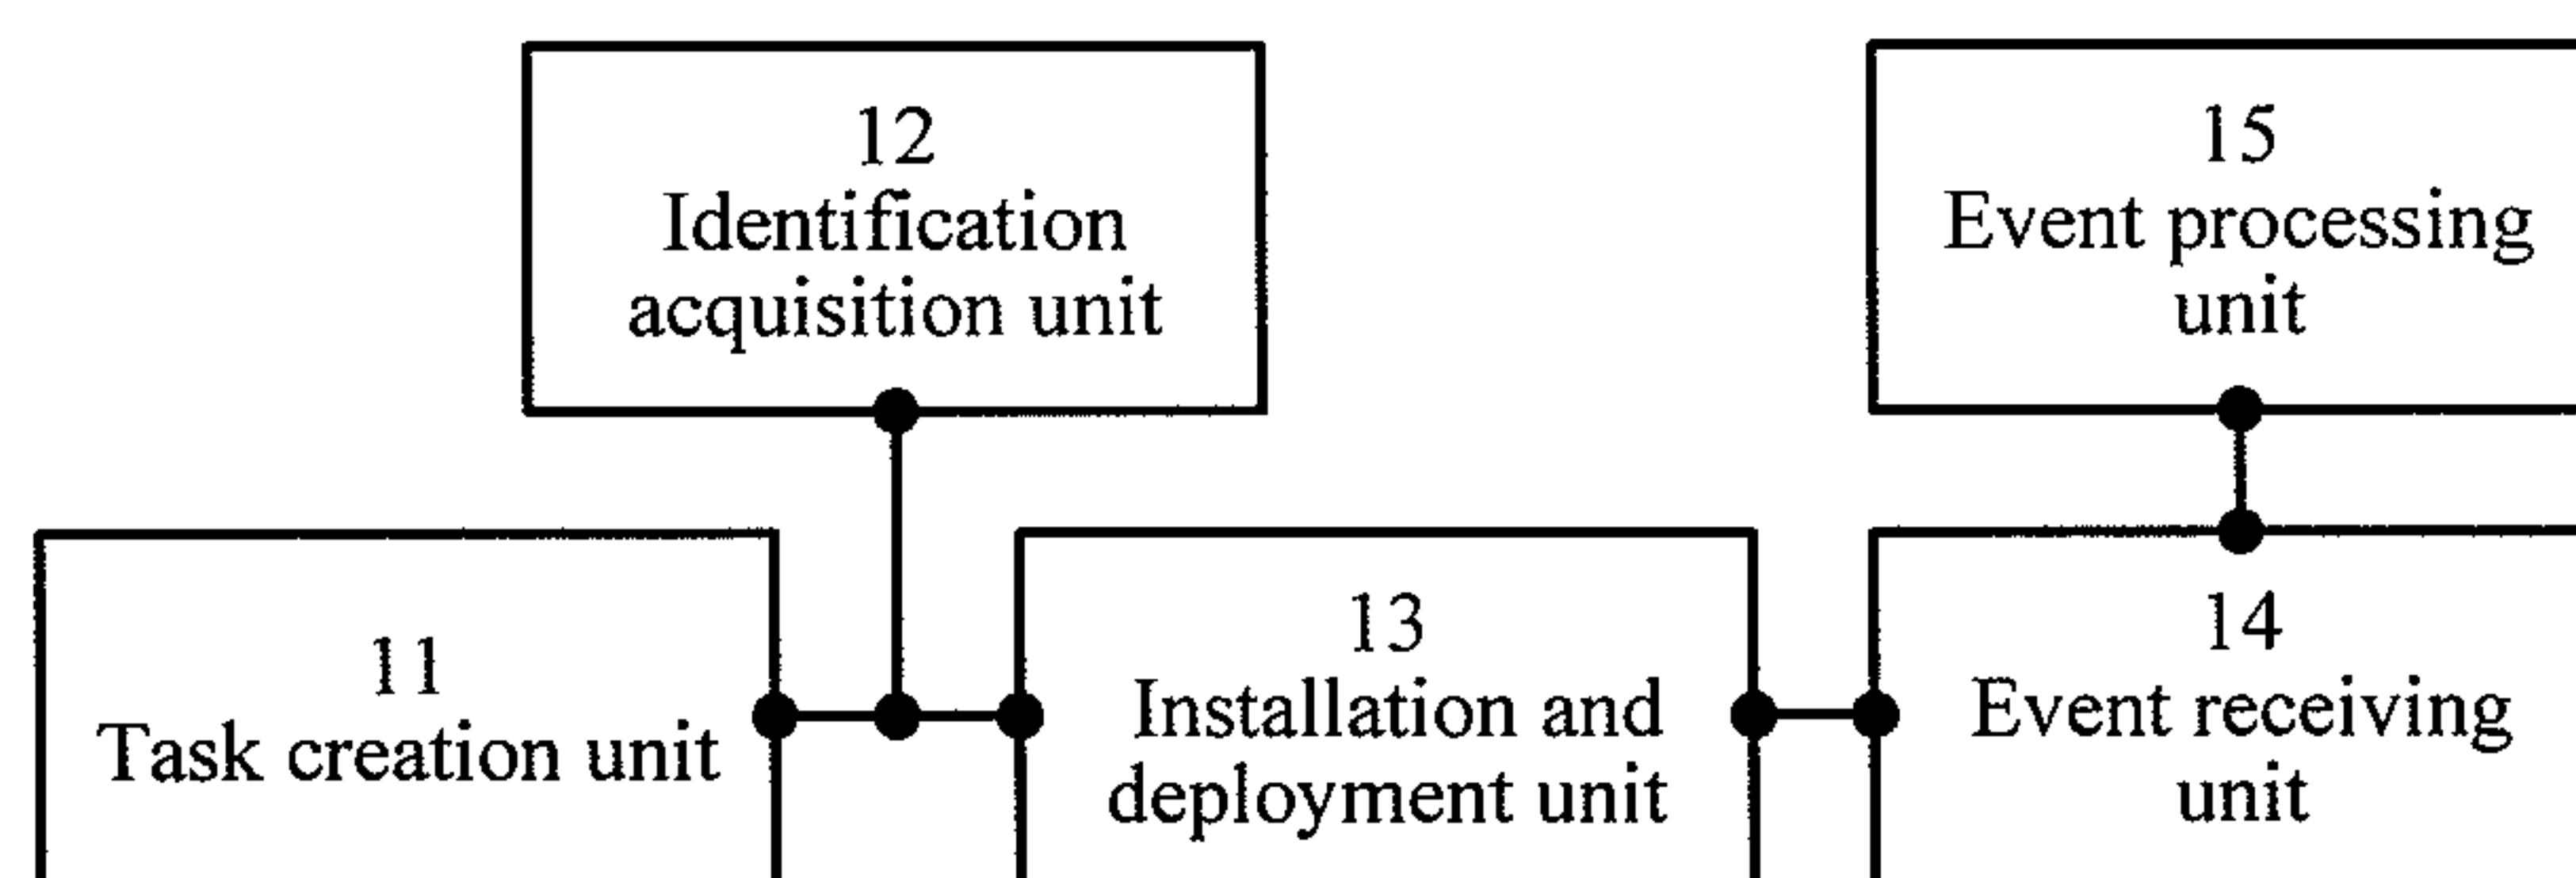 12
Identification
acquisition unit
15
Event processing
unit
11
Task creation unit
13
Installation and
deployment unit
14
Event receiving
unit